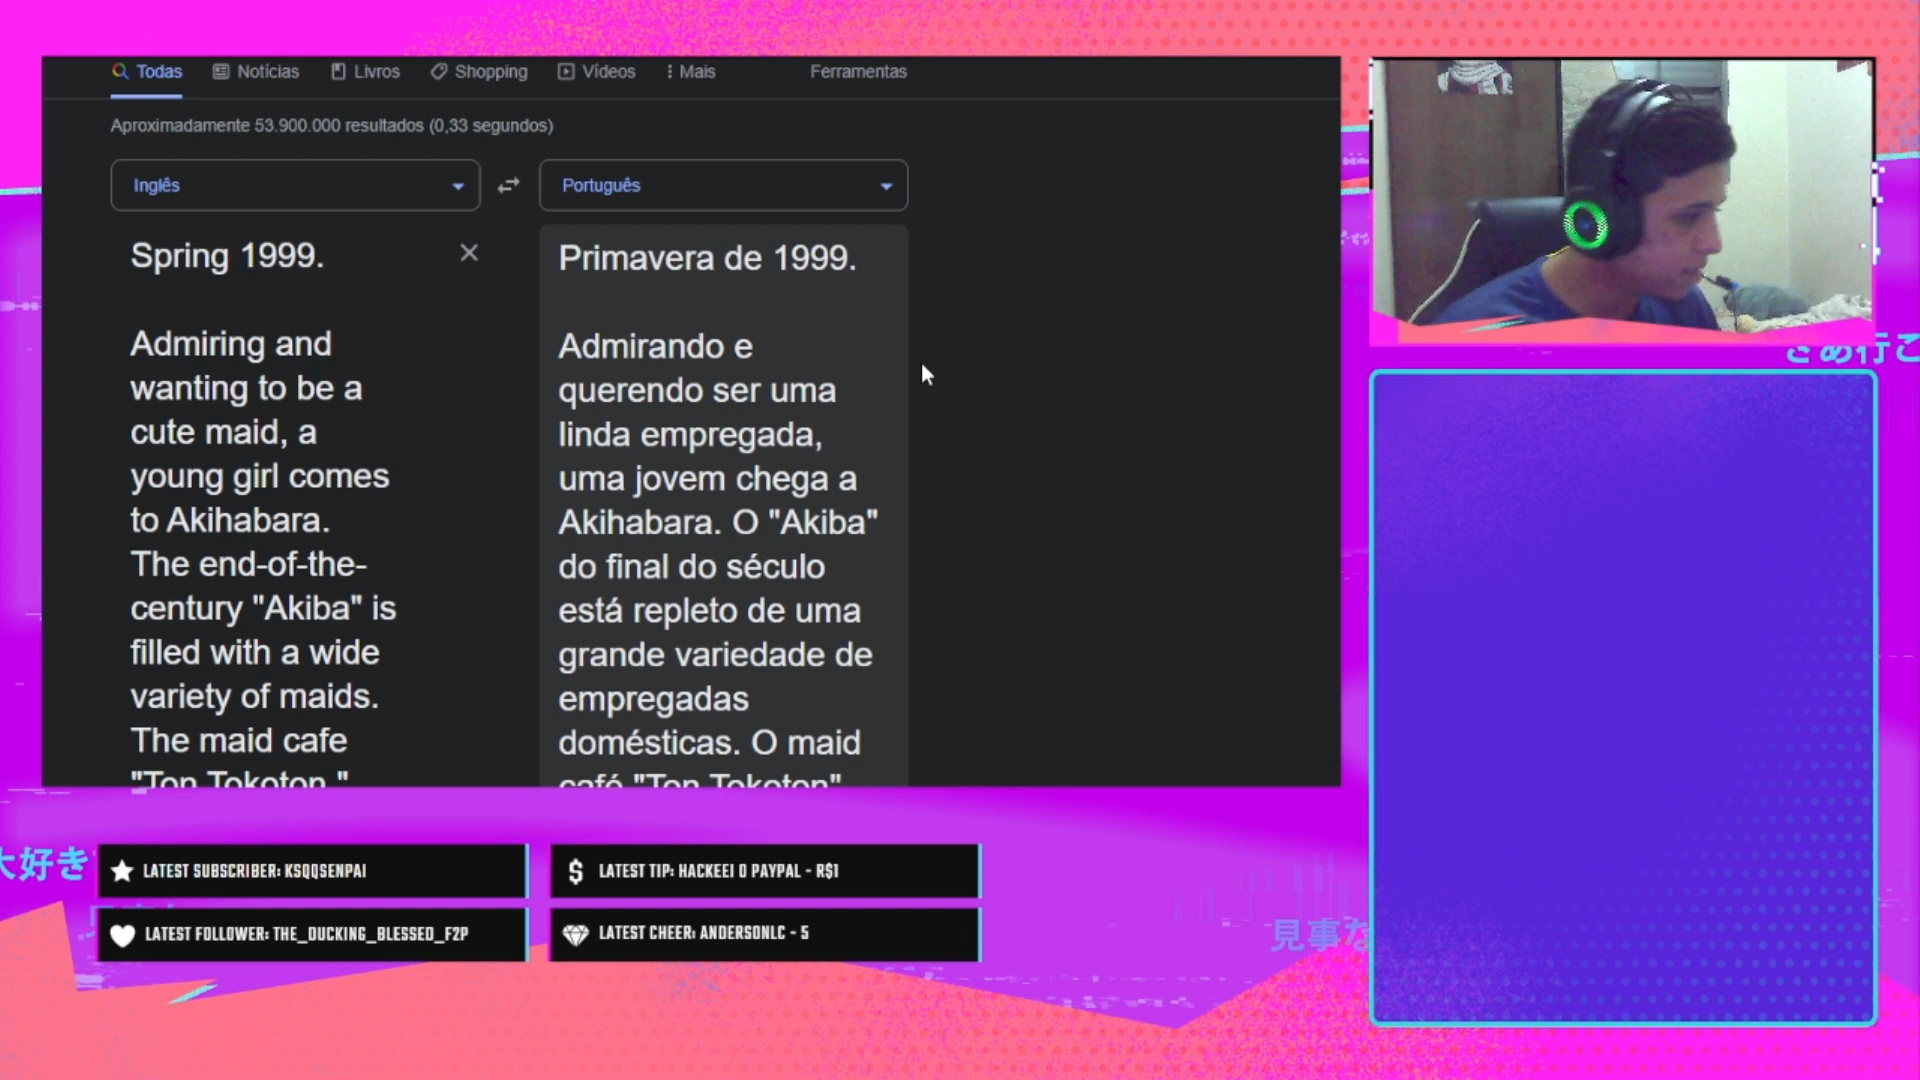 Todas
Notícias
Livros
Shopping
Vídeos
Mais
Ferramentas
Aproximadamente 53.900.000 resultados (0,33 segundos)
Inglês
Português
Spring 1999.
Admiring and
wanting to be a
cute maid, a
young girl comes
to Akihabara.
The end-of-the-
century "Akiba" is
filled with a wide
variety of maids.
The maid cafe
"Ton Tokoton,"
Primavera de 1999.
Admirando e
querendo ser uma
linda empregada,
uma jovem chega a
Akihabara. O "Akiba"
do final do século
está repleto de uma
grande variedade de
empregadas
domésticas. O maid
café "Ton Tokoton"
大好き
見事な
LATEST SUBSCRIBER: KSQQSENPAI
LATEST TIP: HACKEEI O PAYPAL - R$1
LATEST FOLLOWER: THE_DUCKING_BLESSED_F2P
LATEST CHEER: ANDERSONLC - 5